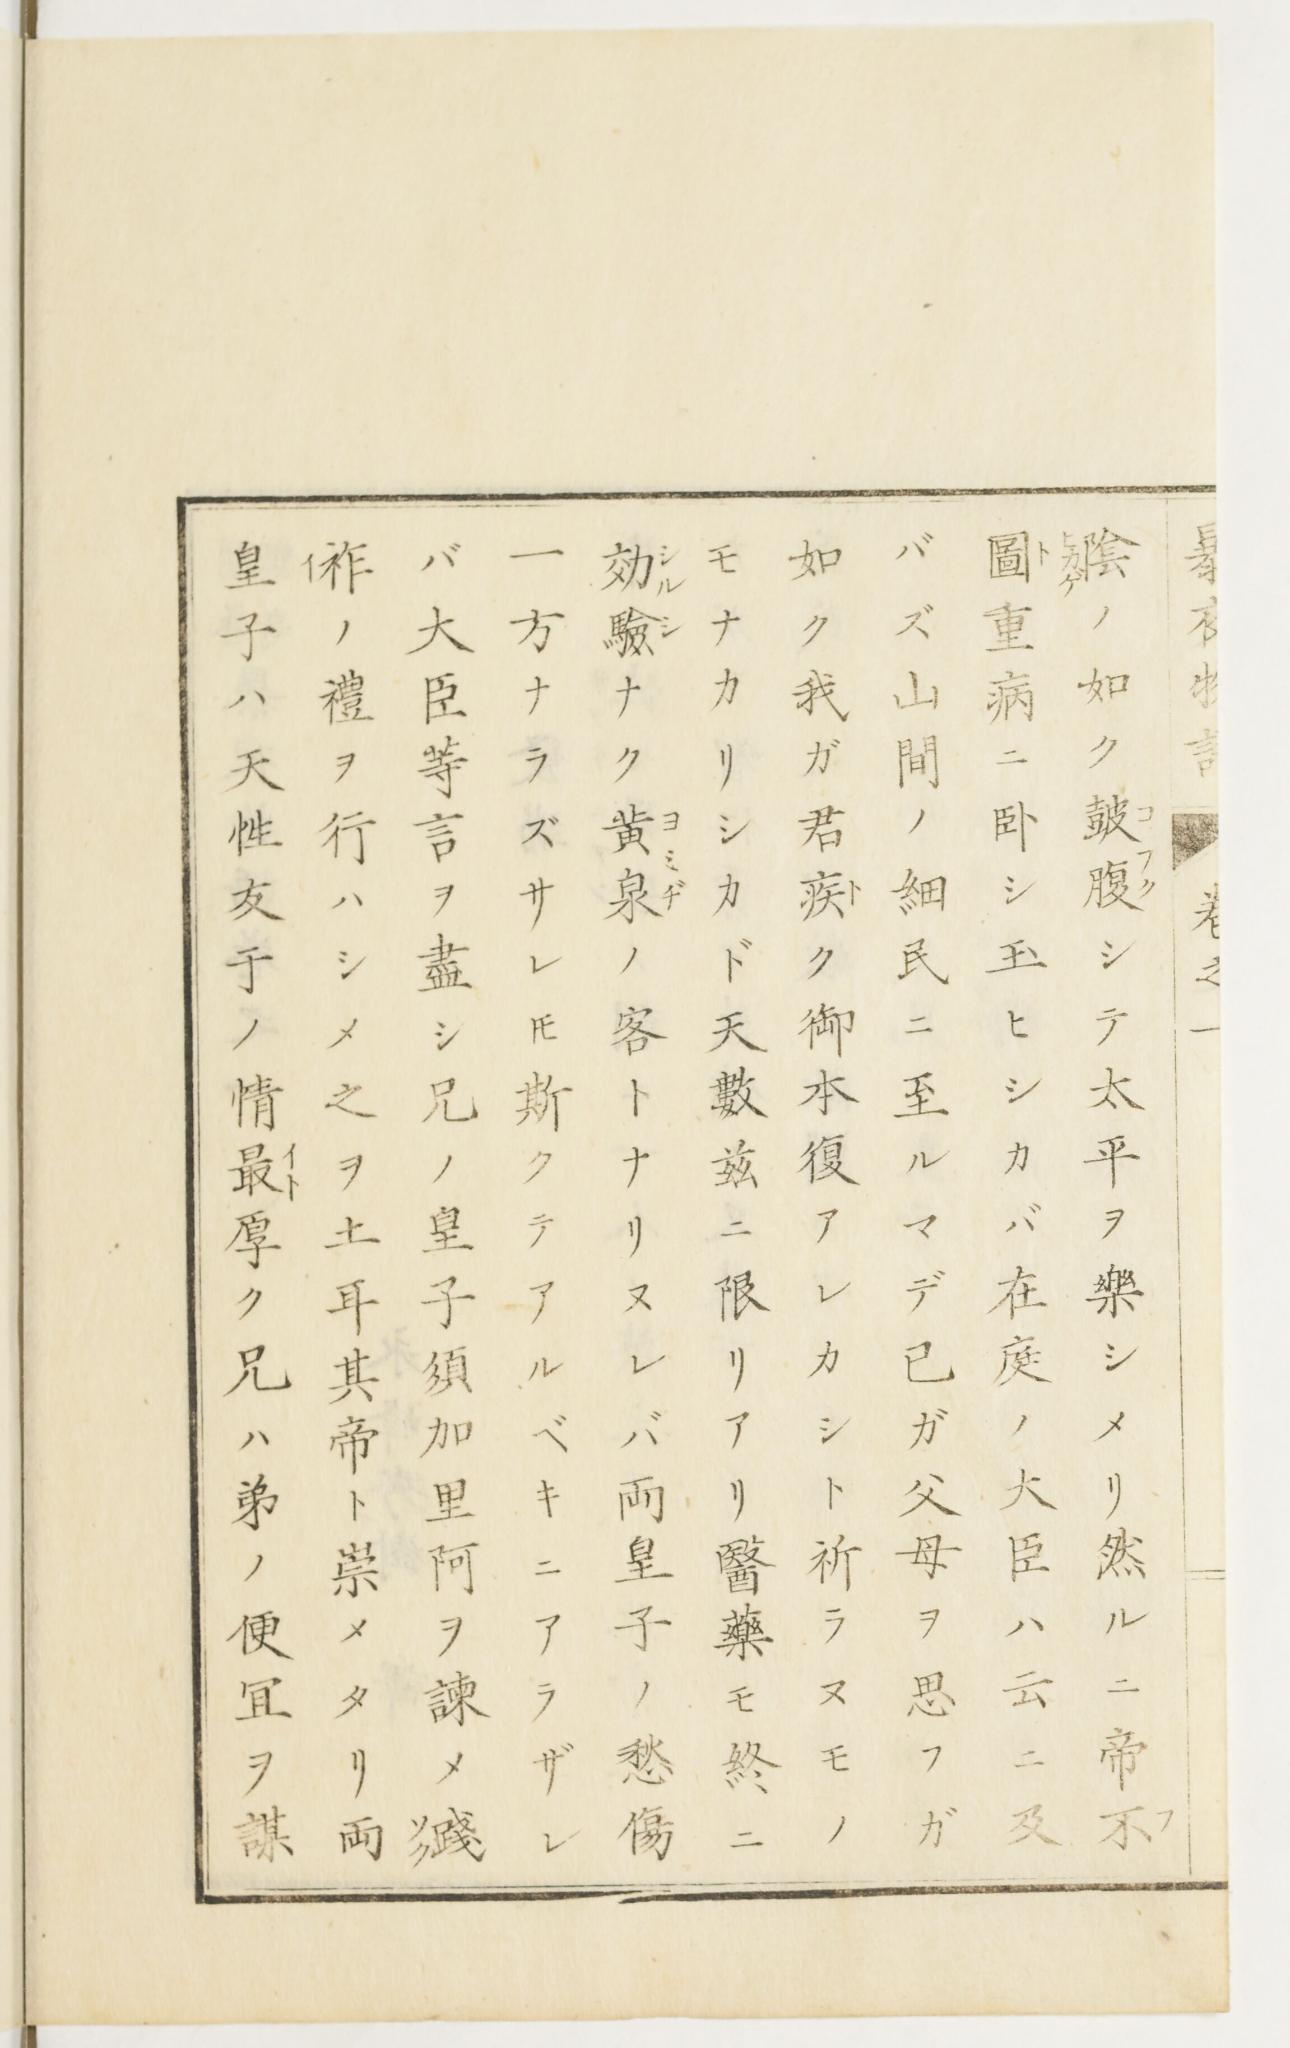 巻之一
陰ノ如ク皷腹シテ太平ヲ樂シメリ然ルニ帝不
圖重病ニ卧シ玉ヒシカバ在庭ノ大臣ハ云ニ及
バズ山間ノ細民ニ至ルマデ已ガ父母ヲ思フガ
如ク我ガ君疾ク御本復アレカシト祈ラヌモノ
モナカリシカド天數茲ニ限リアリ醫藥モ終ニ
効驗ナク黄泉ノ客トナリヌレバ両皇子ノ愁傷
一方ナラズサレ𪜈斯クテアルベキニアラザレ
バ大臣等言ヲ盡シ兄ノ皇子須加里阿ヲ諫メ踐
祚ノ禮ヲ行ハシメ之ヲ土耳其帝ト崇メタリ両
皇子ハ天性友于ノ情最厚ク兄ハ弟ノ便冝ヲ謀